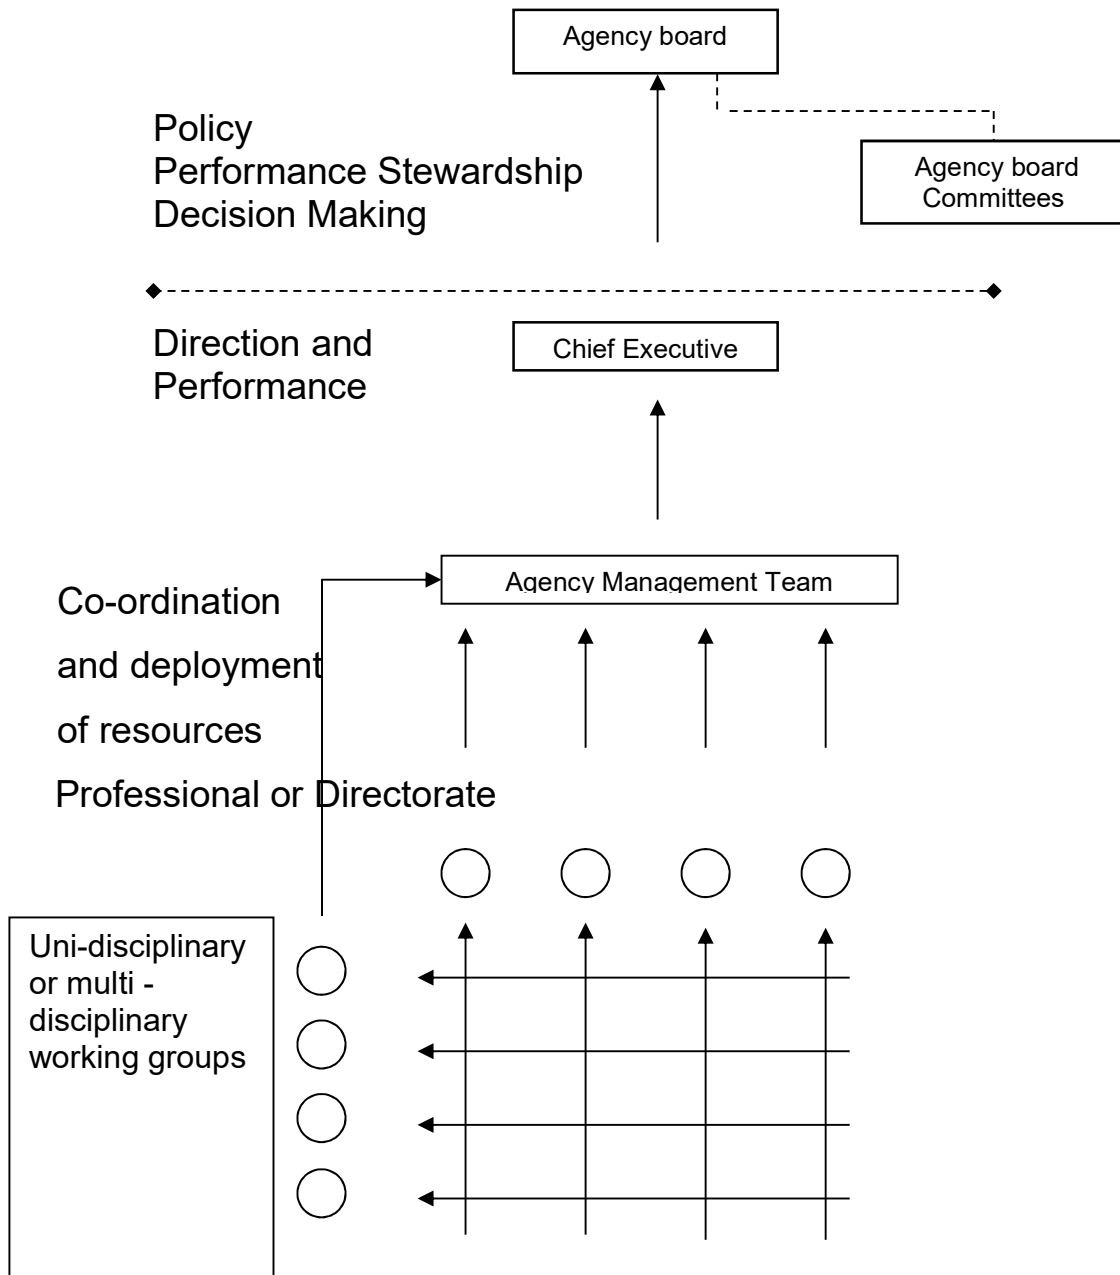 Agency board
Policy
Performance Stewardship
Decision Making
Agency board
Committees
Direction and
Performance
Chief Executive
Agency Management Team
Co-ordination
and deployment
of resources
Professional or Directorate
Uni-disciplinary
or multi -
disciplinary
working groups